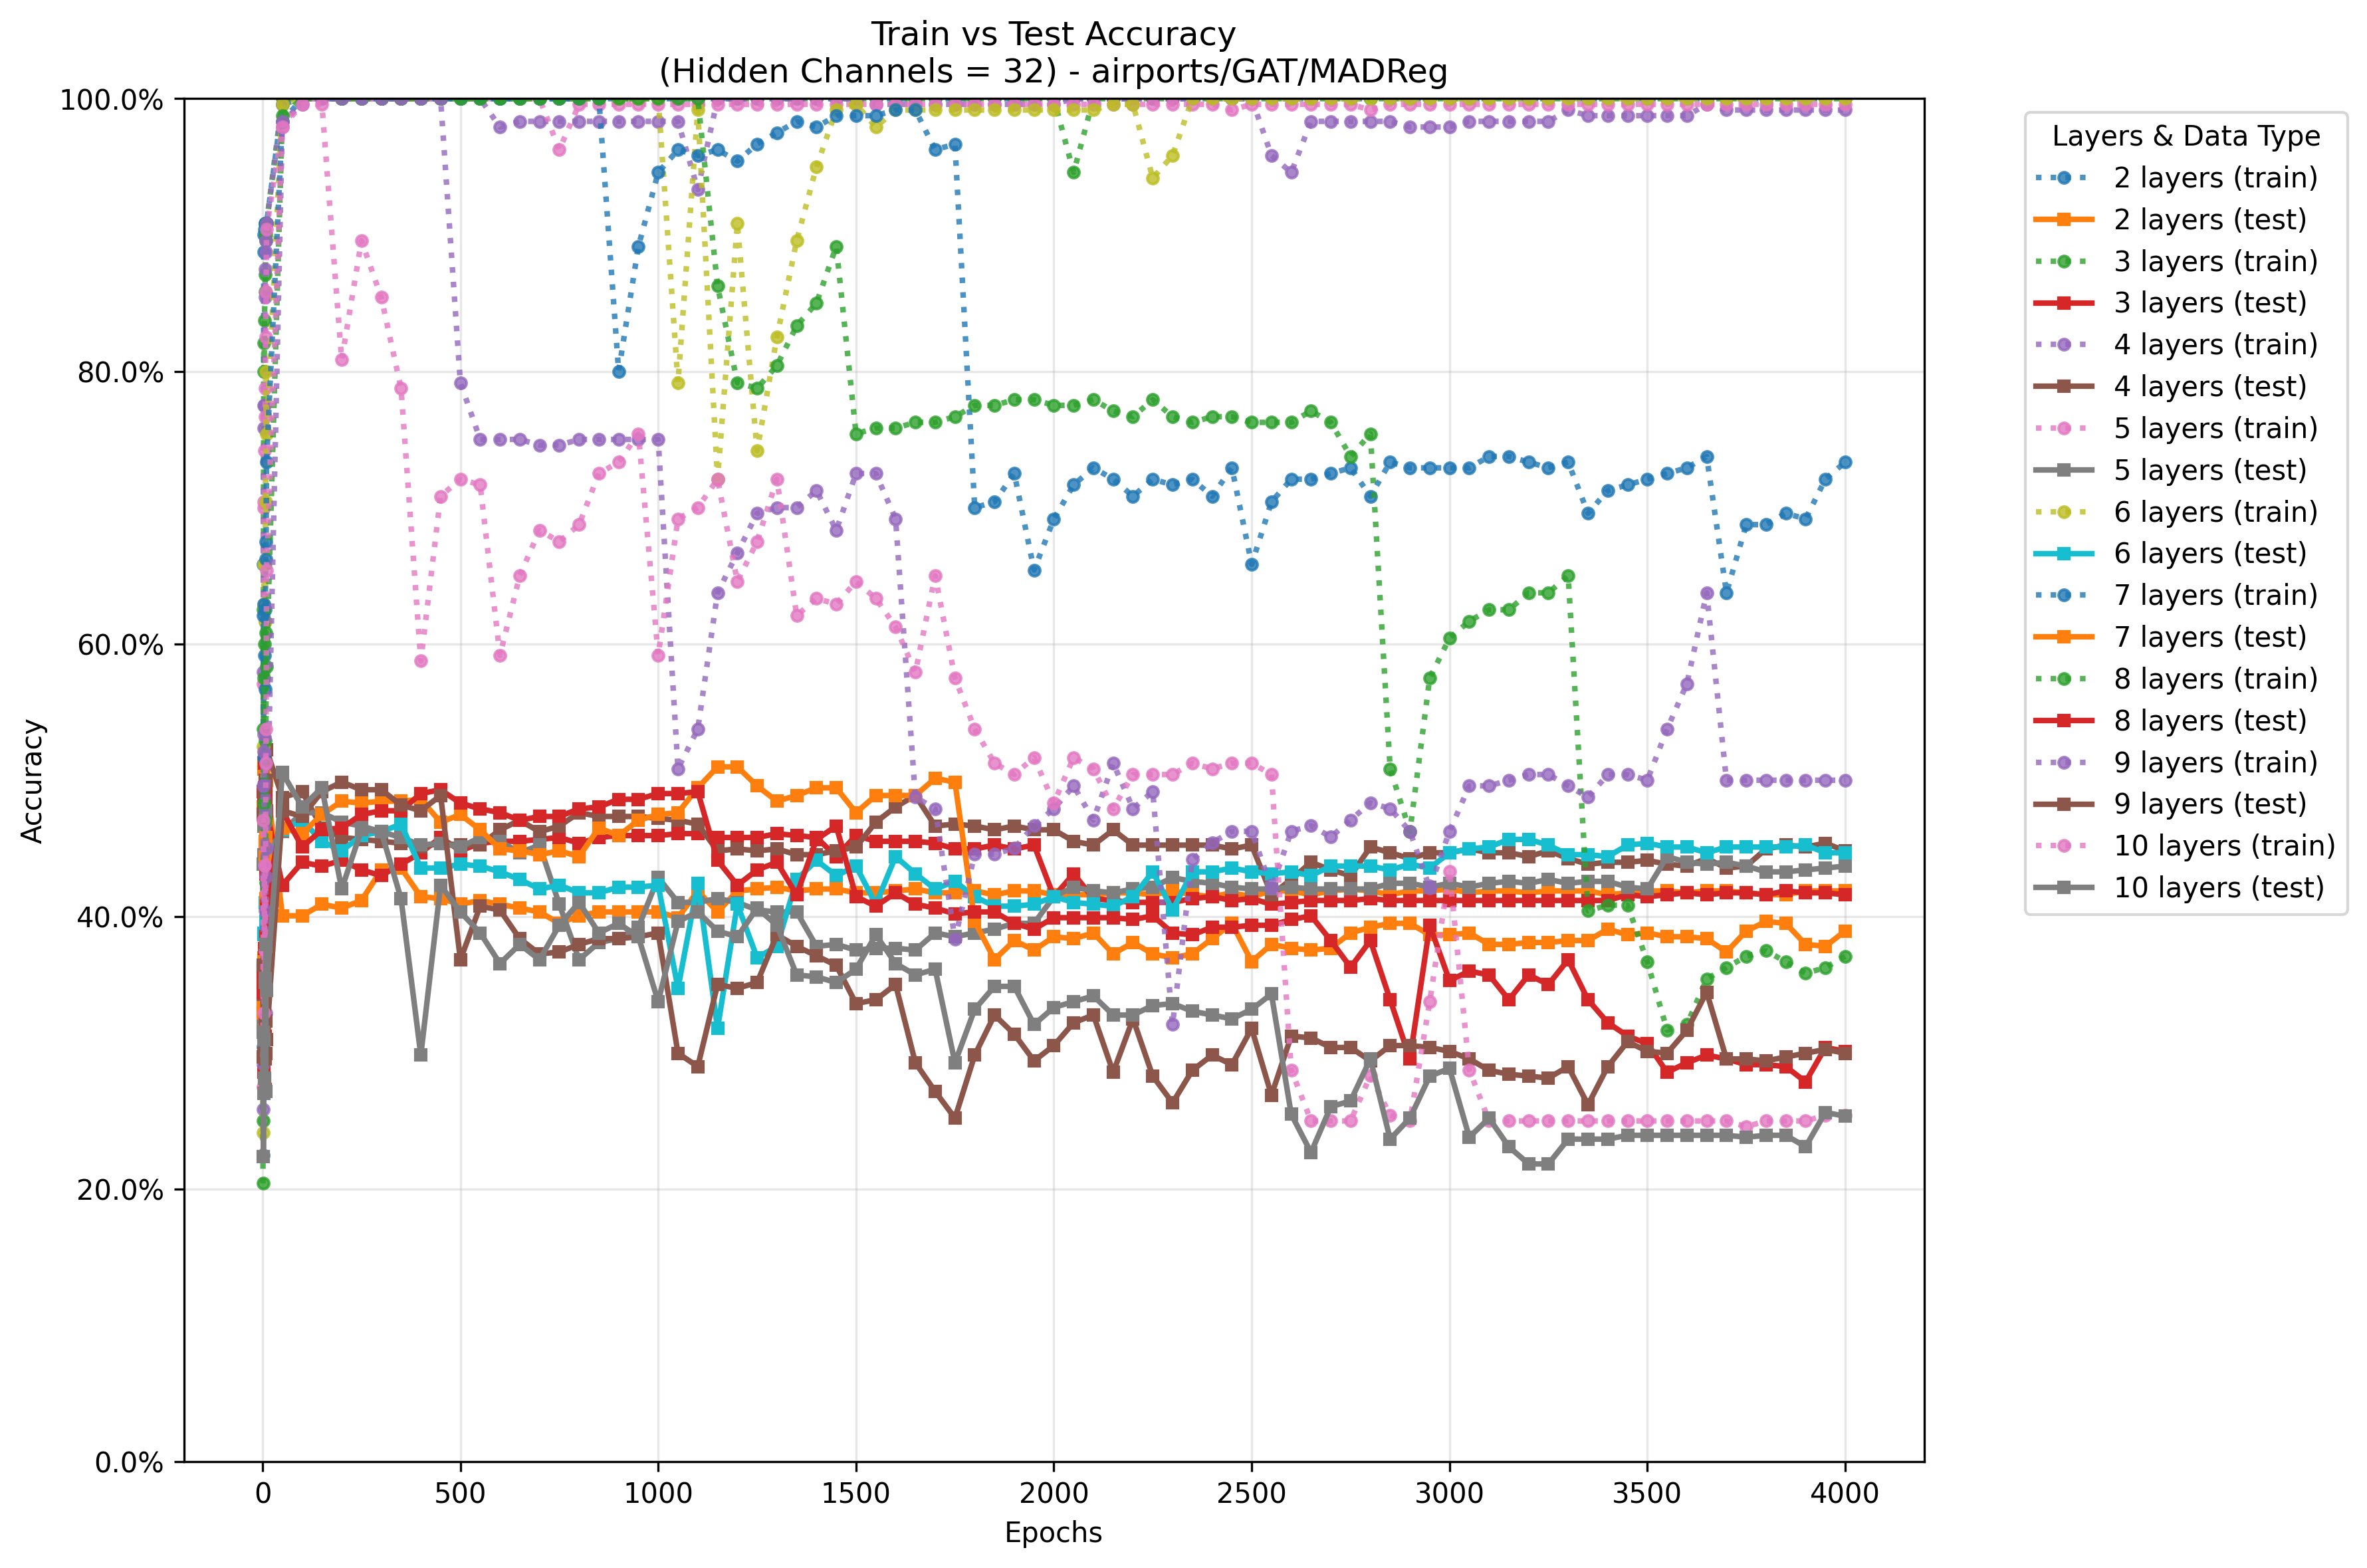 Train vs Test Accuracy
(Hidden Channels = 32) - airports/GAT/MADReg
100.0%
80.0%
60.0%
40.0%
20.0%
0.0%
Accuracy
0
500
1000
1500
2000
2500
3000
3500
4000
Epochs
Layers & Data Type
2 layers (train)
2 layers (test)
3 layers (train)
3 layers (test)
4 layers (train)
4 layers (test)
5 layers (train)
5 layers (test)
6 layers (train)
6 layers (test)
7 layers (train)
7 layers (test)
8 layers (train)
8 layers (test)
9 layers (train)
9 layers (test)
10 layers (train)
10 layers (test)